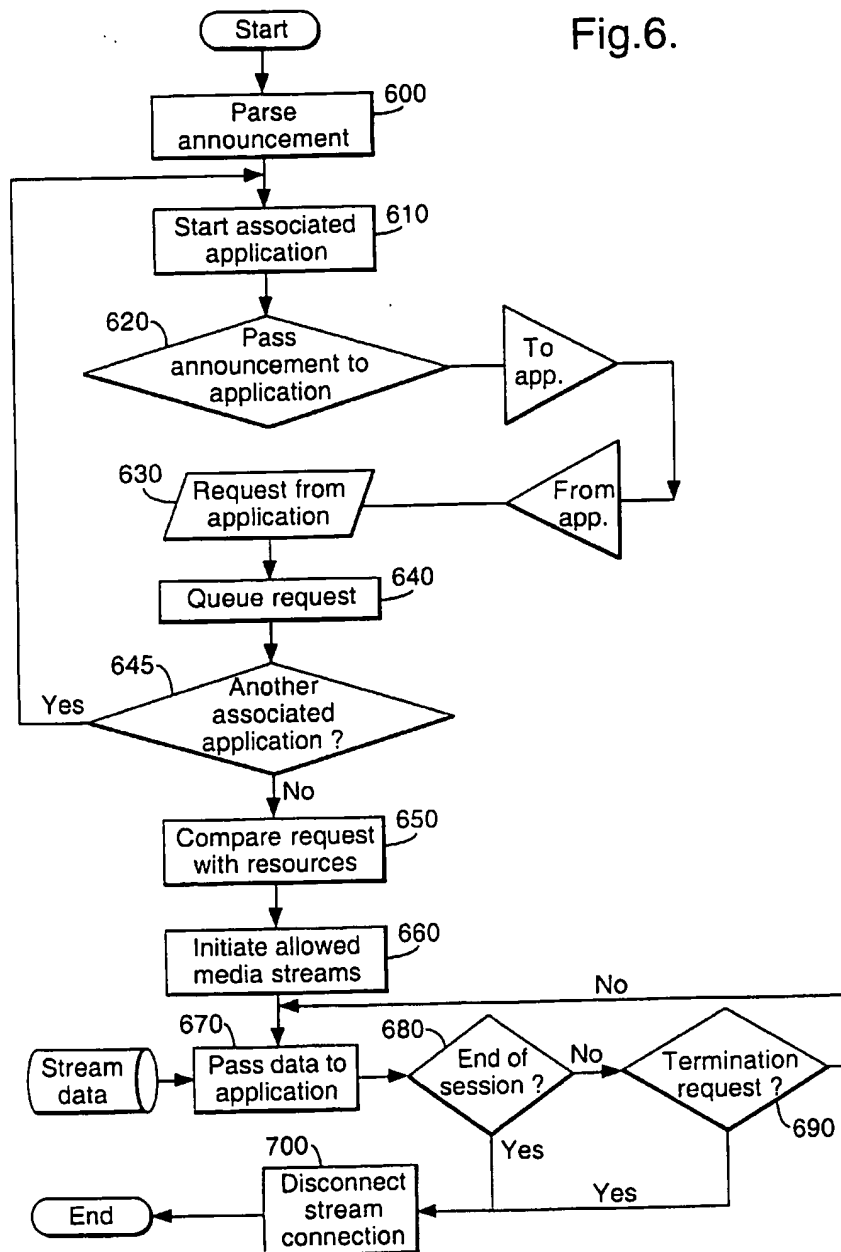 Fig.6.
Start
600
Parse
announcement
610
Start associated
application
620
Pass
announcement to
application
To
app.
630
Request from
application
From
app.
640
Queue request
645
Another
associated
application ?
Yes
No
650
Compare request
with resources
660
Initiate allowed
media streams
No
670
680
Stream
data
Pass data to
application
End of
session ?
No
Termination
request ?
690
700
Yes
Yes
Disconnect
stream
connection
End